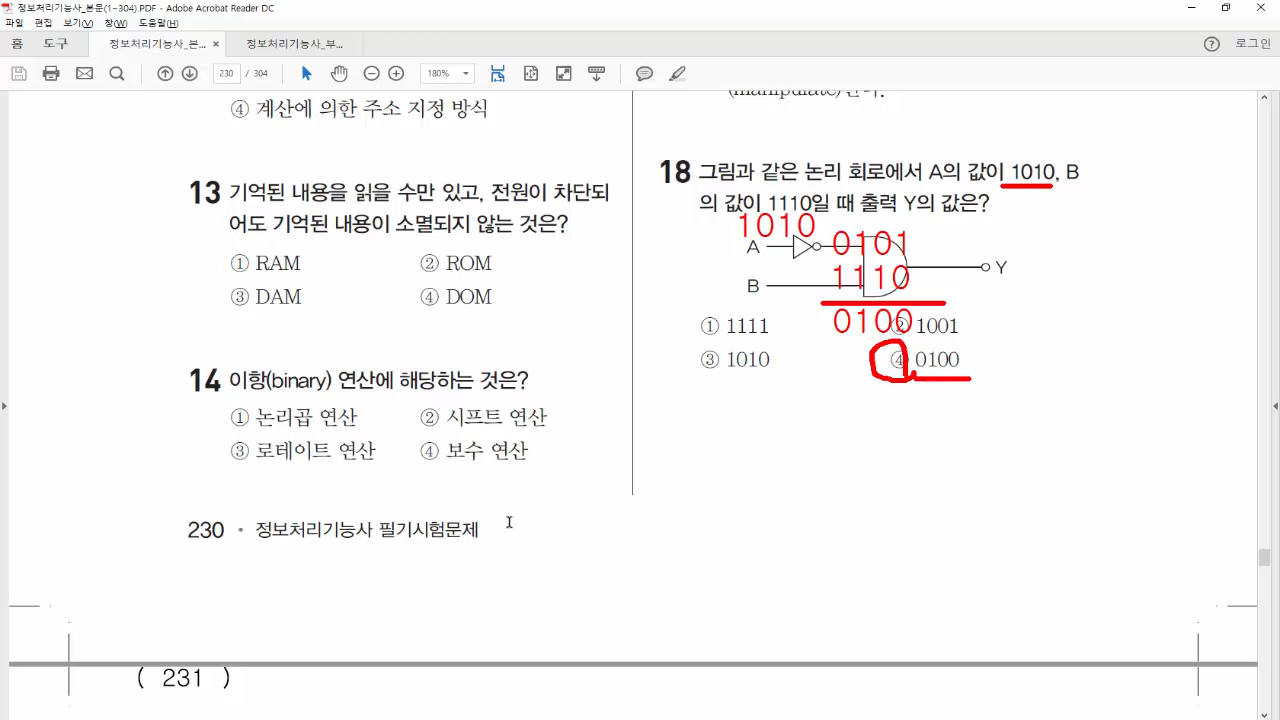 정보처리기능사_본문(1~304).PDF - Adobe Acrobat Reader DC
파일 편집 보기(V) 창(W) 도움말(H)
홈 도구 정보처리기능사_본... × 정보처리기능사_부... 로그인
230 / 304 180%
④ 계산에 의한 주소 지정 방식
13 기억된 내용을 읽을 수만 있고, 전원이 차단되
어도 기억된 내용이 소멸되지 않는 것은?
① RAM ② ROM
③ DAM ④ DOM
14 이항(binary) 연산에 해당하는 것은?
① 논리곱 연산 ② 시프트 연산
③ 로테이트 연산 ④ 보수 연산
230 • 정보처리기능사 필기시험문제
(manipulate)한다.
18 그림과 같은 논리 회로에서 A의 값이 1010, B
의 값이 1110일 때 출력 Y의 값은?
1010
A 0101
Y
B 1110
0100
① 1111 ② 1001
③ 1010 ④ 0100
( 231 )